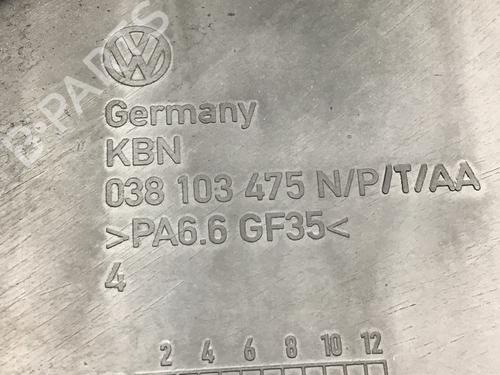 B-PARTS
Germany
KBN
038 103 475 N/P/T/AA
>PA6.6 GF35<
4
2 4 6 8 10 12